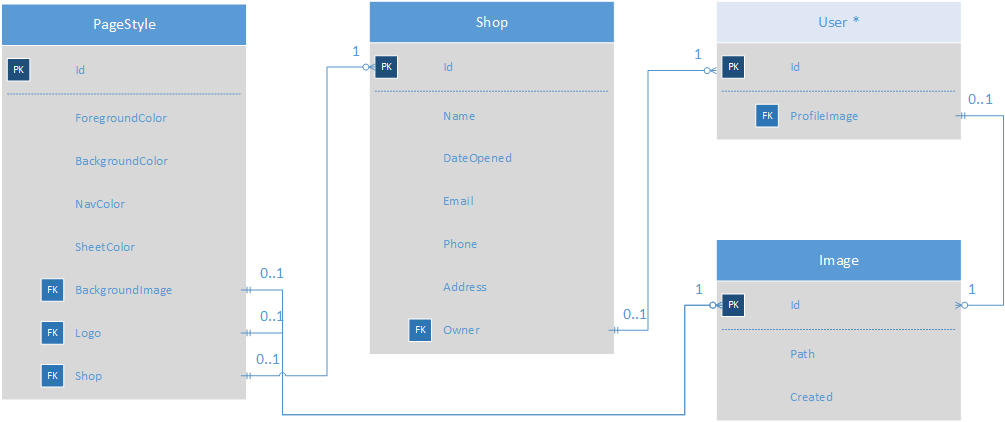 PageStyle
PK Id
ForegroundColor
BackgroundColor
NavColor
SheetColor
FK BackgroundImage
FK Logo
FK Shop
0..1
0..1
0..1
1
Shop
PK Id
Name
DateOpened
Email
Phone
Address
FK Owner
0..1
1
User *
PK Id
FK ProfileImage
0..1
1
1
Image
PK Id
Path
Created